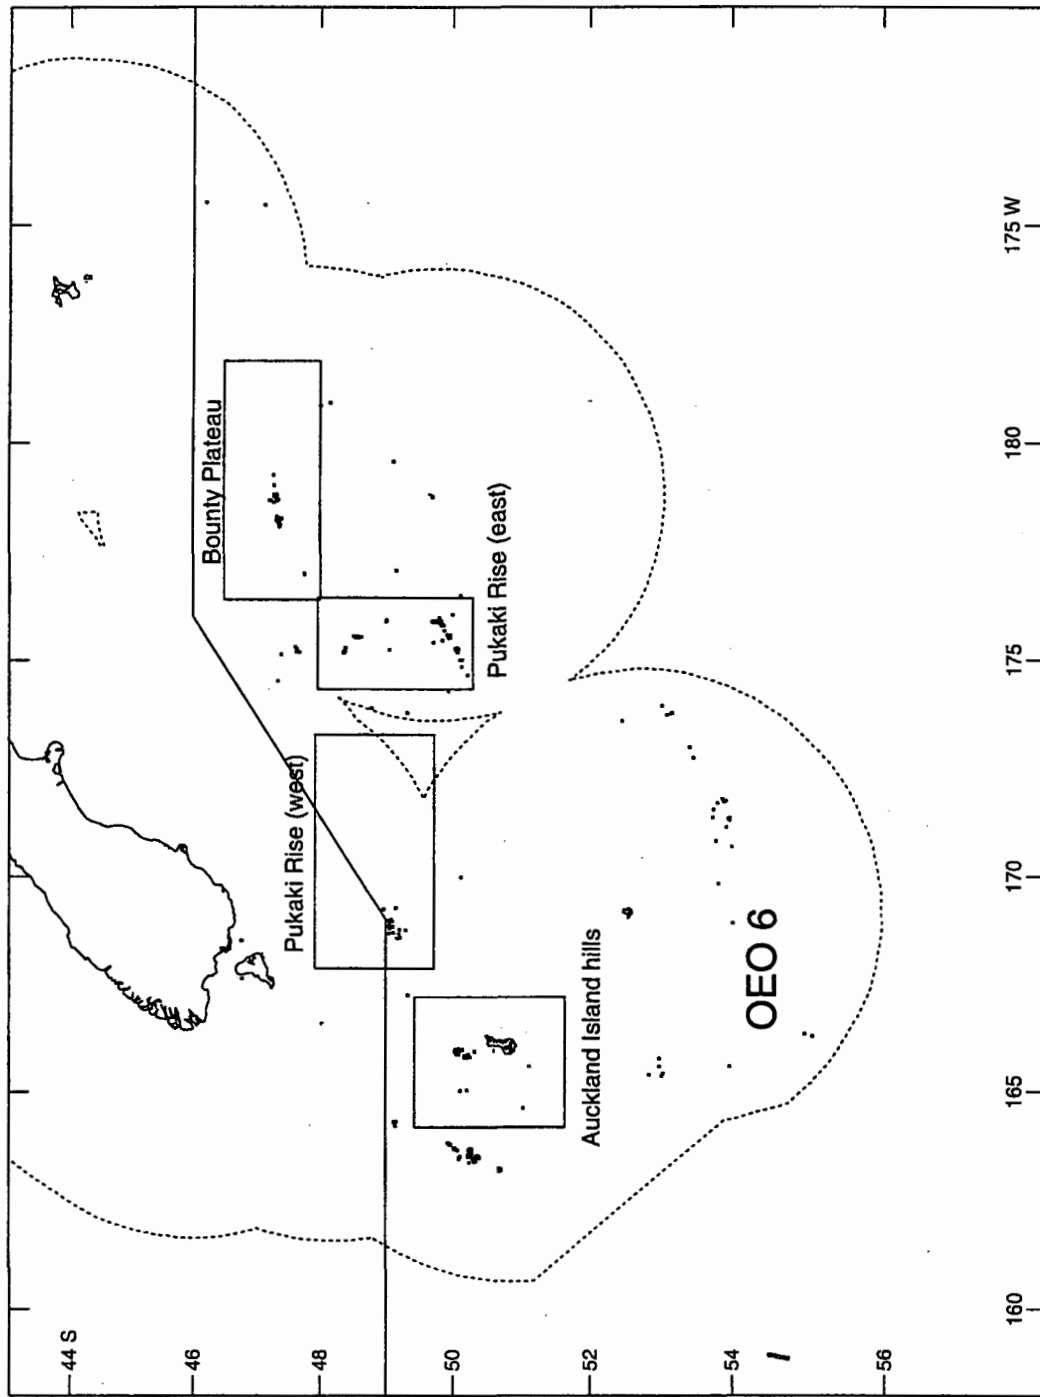 44 S
46
48
50
52
54
56
160
165
170
175
180
175 W
Bounty Plateau
Pukaki Rise (east)
Pukaki Rise (west)
Auckland Island hills
OEO 6